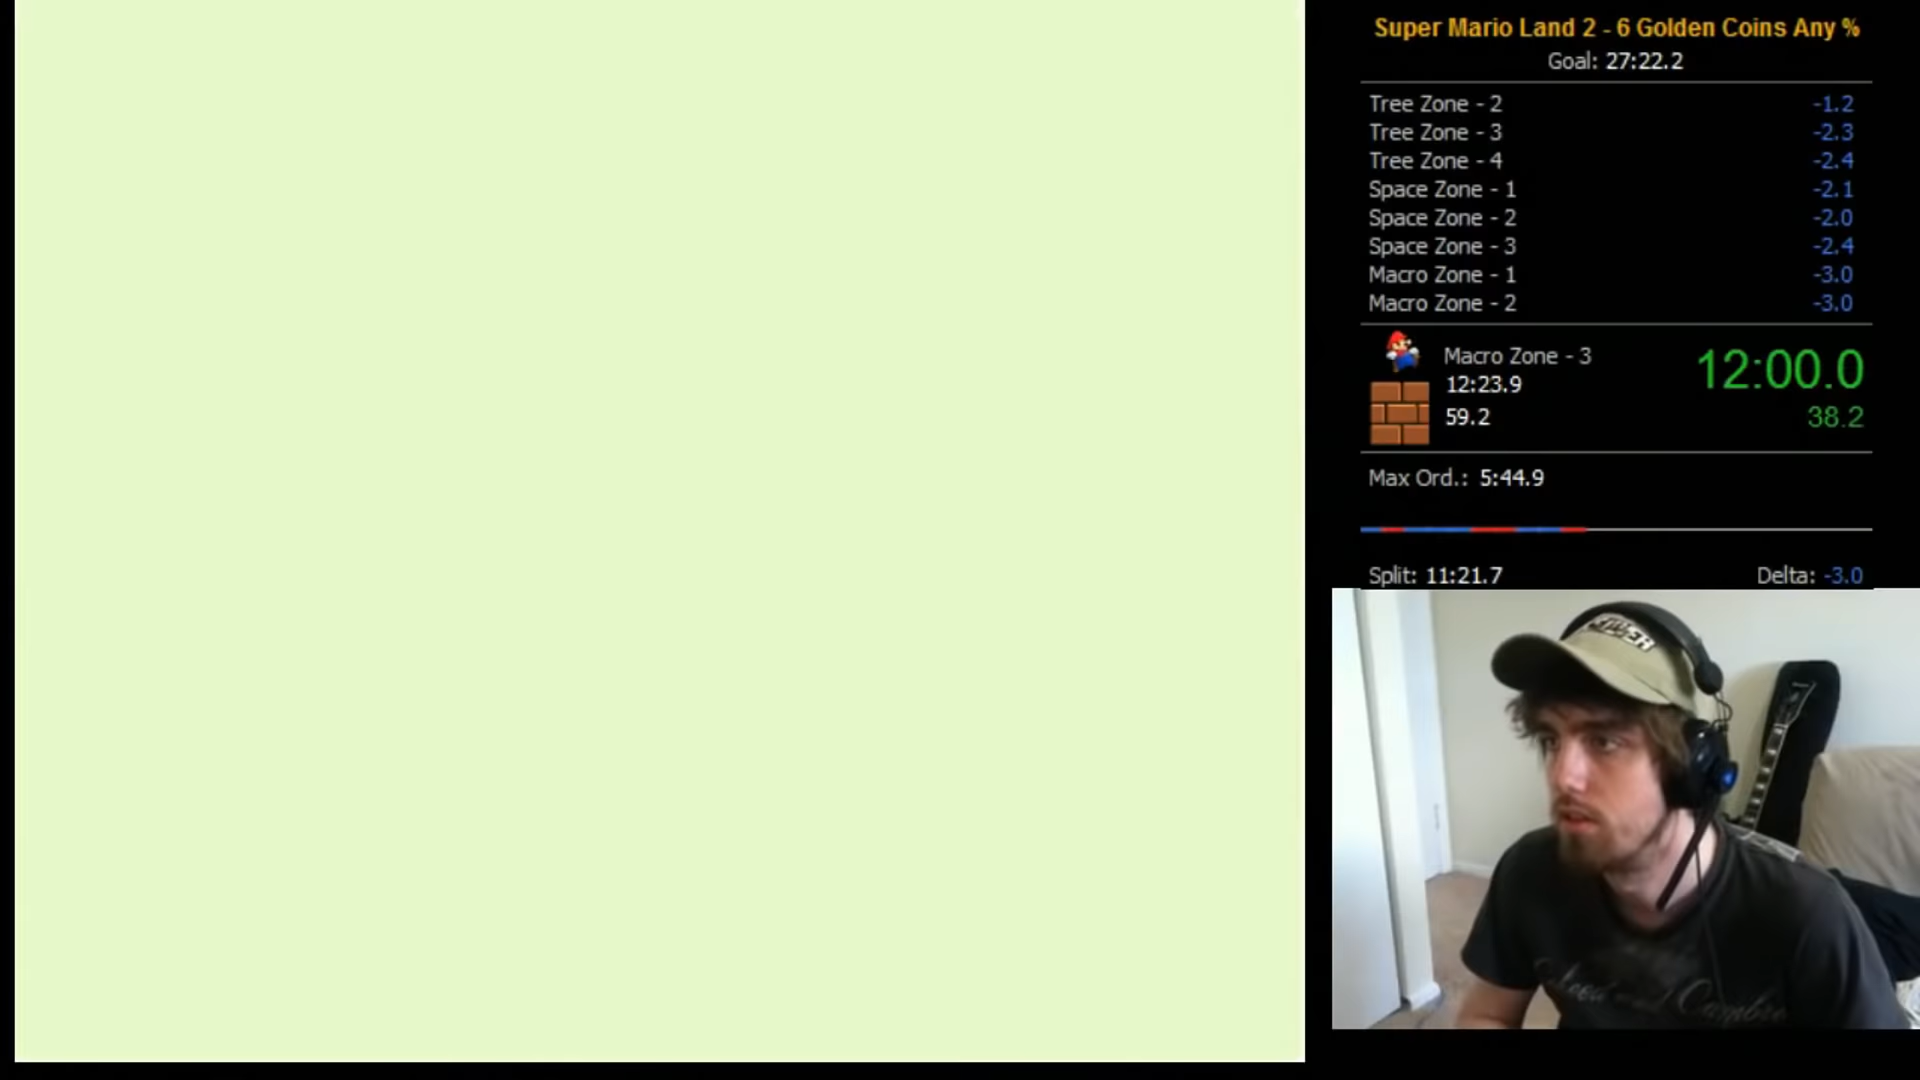 Super Mario Land 2 - 6 Golden Coins Any %
Goal: 27:22.2
Tree Zone - 2 -1.2
Tree Zone - 3 -2.3
Tree Zone - 4 -2.4
Space Zone - 1 -2.1
Space Zone - 2 -2.0
Space Zone - 3 -2.4
Macro Zone - 1 -3.0
Macro Zone - 2 -3.0
Macro Zone - 3 12:00.0
12:23.9
59.2 38.2
Max Ord.: 5:44.9
Split: 11:21.7 Delta: -3.0